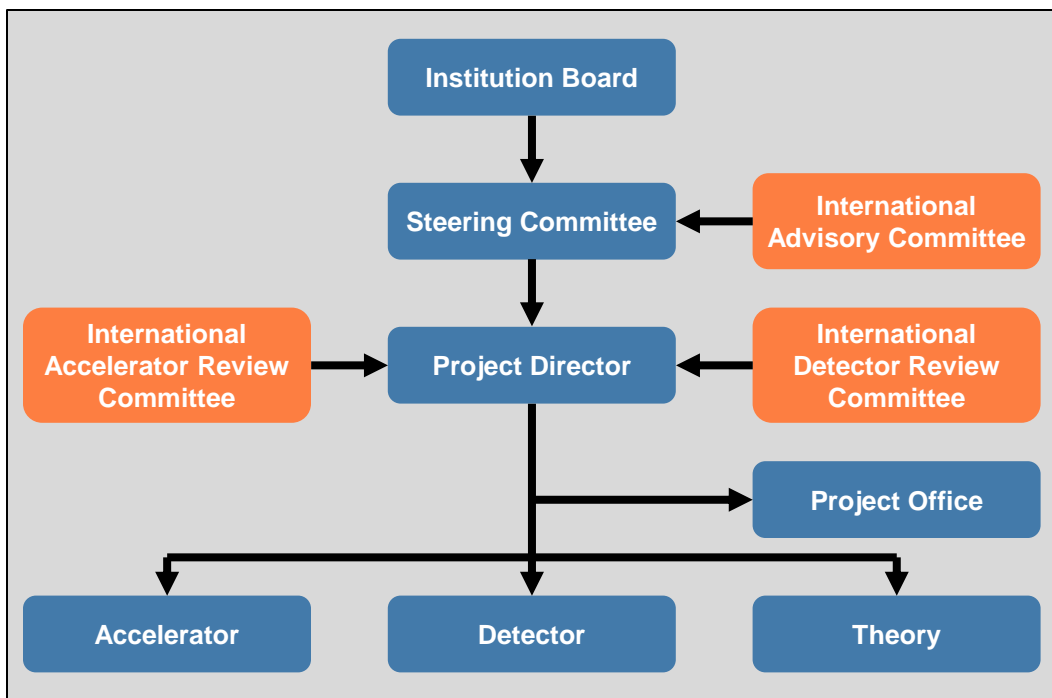 Institution Board
Steering Committee
International
Advisory Committee
International
Accelerator Review
Committee
Project Director
International
Detector Review
Committee
Project Office
Accelerator
Detector
Theory